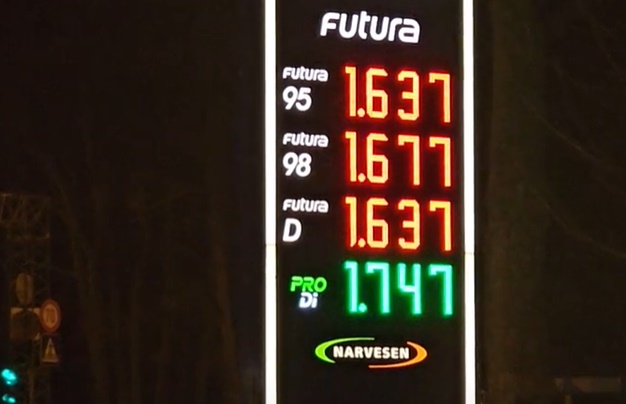 Futura
Futura
95 1.637
Futura
98 1.677
Futura
D 1.637
PRO
Di 1.747
NARVESEN